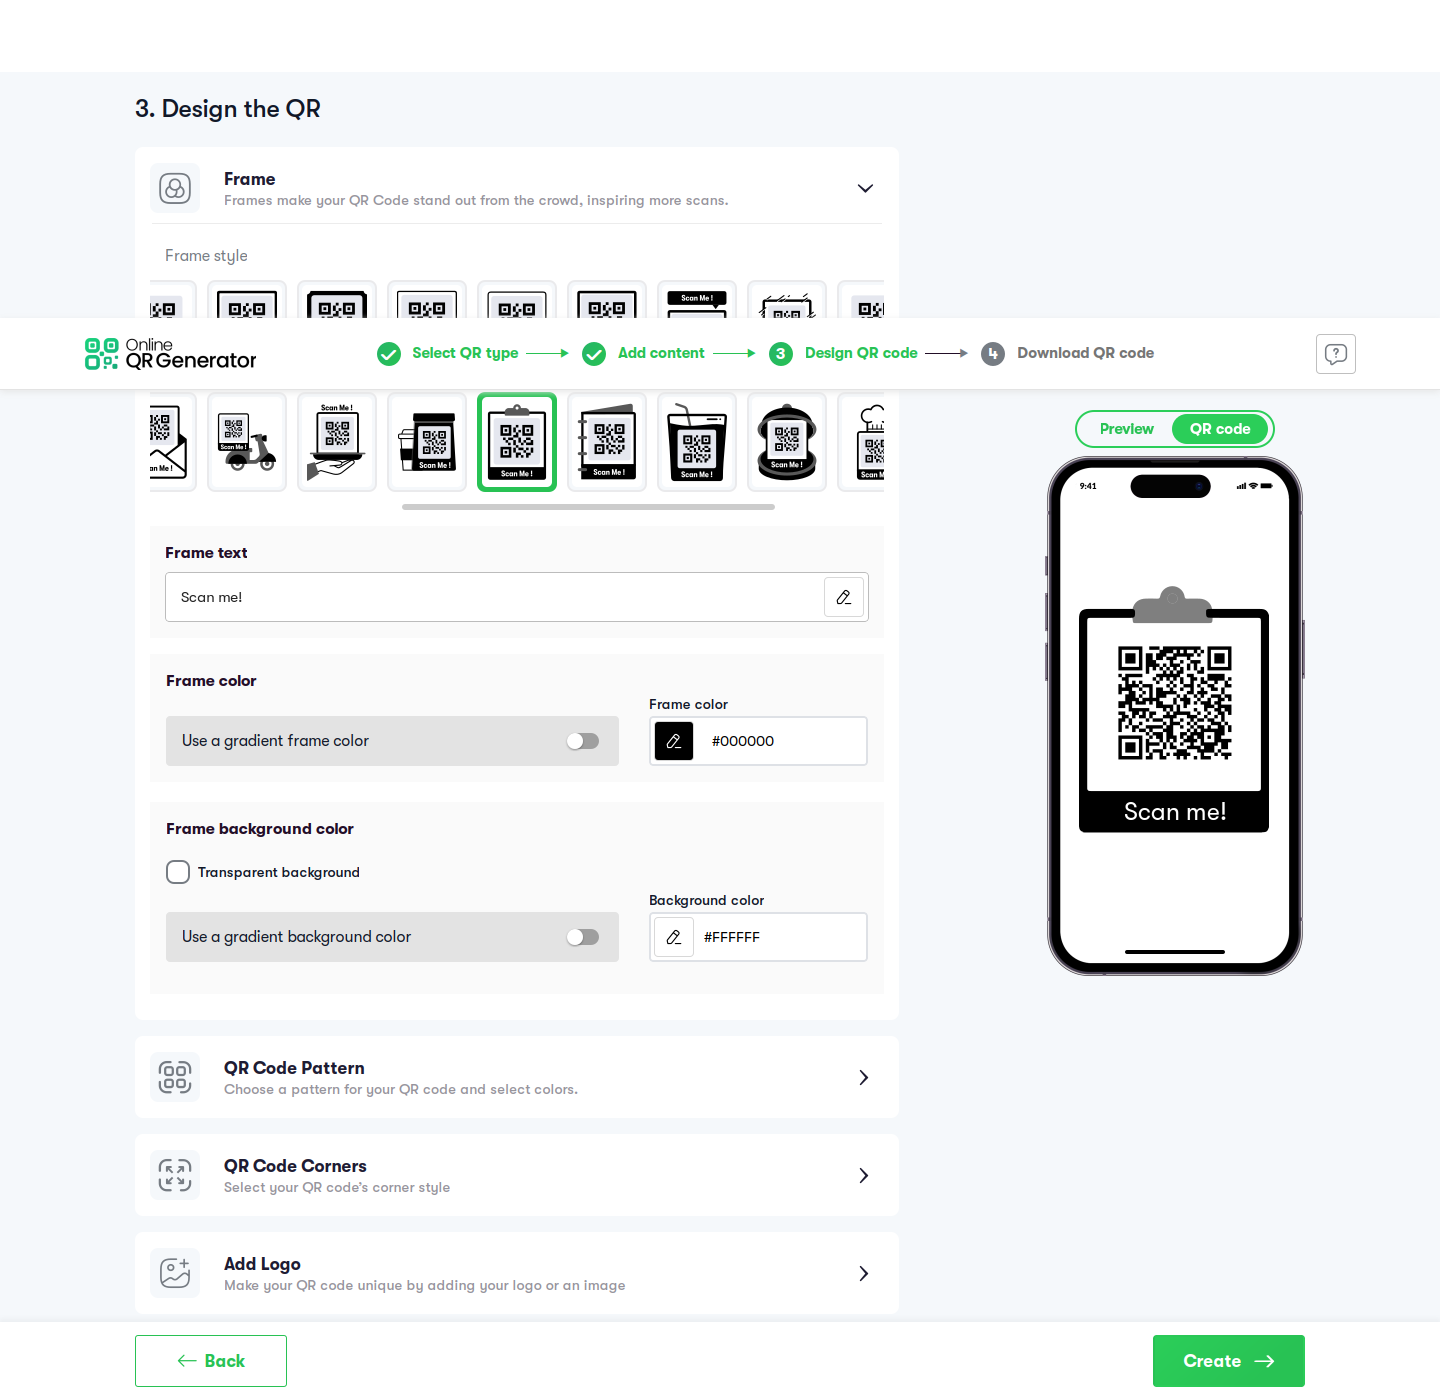 3. Design the QR
Frame
Frames make your QR Code stand out from the crowd, inspiring more scans.
Frame style
Scan Me !
Online
QR Generator
Select QR type
Add content
3
Design QR code
4
Download QR code
an Me !
Scan Me !
Scan Me !
Scan Me !
Scan Me !
Scan Me !
Scan Me !
Scan Me !
Scan M
Preview
QR code
9:41
Frame text
Scan me!
Frame color
Frame color
Use a gradient frame color
#000000
Scan me!
Frame background color
Transparent background
Background color
Use a gradient background color
#FFFFFF
QR Code Pattern
Choose a pattern for your QR code and select colors.
QR Code Corners
Select your QR code’s corner style
Add Logo
Make your QR code unique by adding your logo or an image
Back
Create